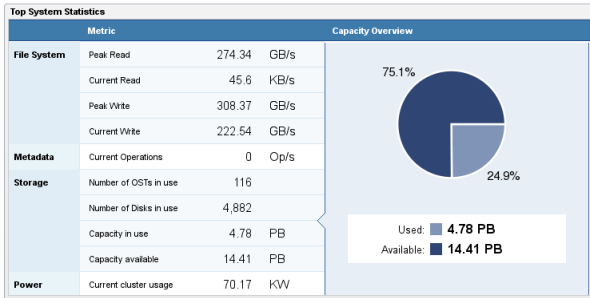 Top System Statistics
Metric Capacity Overview
File System Peak Read 274.34 GB/s
Current Read 45.6 KB/s
Peak Write 308.37 GB/s
Current Write 222.54 GB/s
Metadata Current Operations 0 Op/s
Storage Number of OSTs in use 116
Number of Disks in use 4,882
Capacity in use 4.78 PB
Capacity available 14.41 PB
Power Current cluster usage 70.17 KW
75.1%
24.9%
Used: 4.78 PB
Available: 14.41 PB